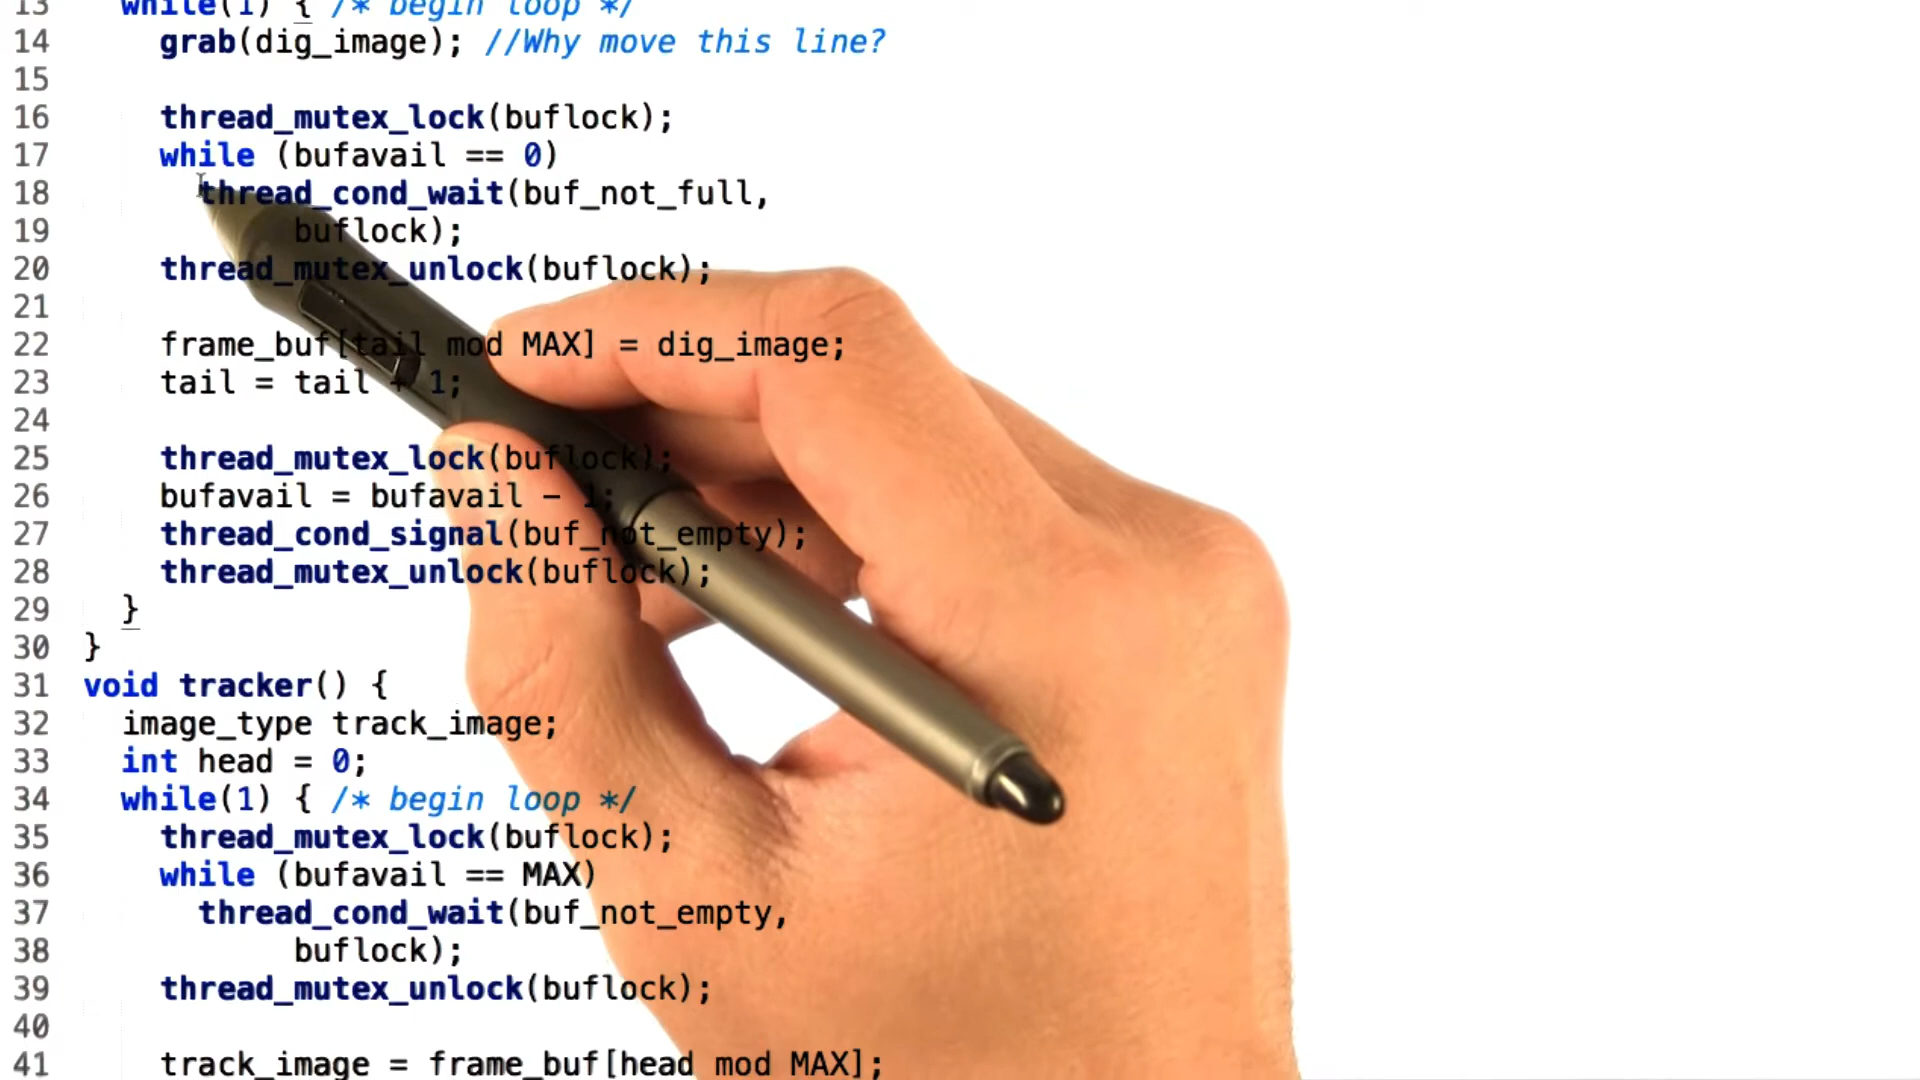 13 while(1) { /* begin loop */
14 grab(dig_image); //Why move this line?
15
16 thread_mutex_lock(buflock);
17 while (bufavail == 0)
18 thread_cond_wait(buf_not_full,
19 buflock);
20 thread_mutex_unlock(buflock);
21
22 frame_buf[tail mod MAX] = dig_image;
23 tail = tail + 1;
24
25 thread_mutex_lock(buflock);
26 bufavail = bufavail - 1;
27 thread_cond_signal(buf_not_empty);
28 thread_mutex_unlock(buflock);
29 }
30 }
31 void tracker() {
32 image_type track_image;
33 int head = 0;
34 while(1) { /* begin loop */
35 thread_mutex_lock(buflock);
36 while (bufavail == MAX)
37 thread_cond_wait(buf_not_empty,
38 buflock);
39 thread_mutex_unlock(buflock);
40
41 track_image = frame_buf[head mod MAX];